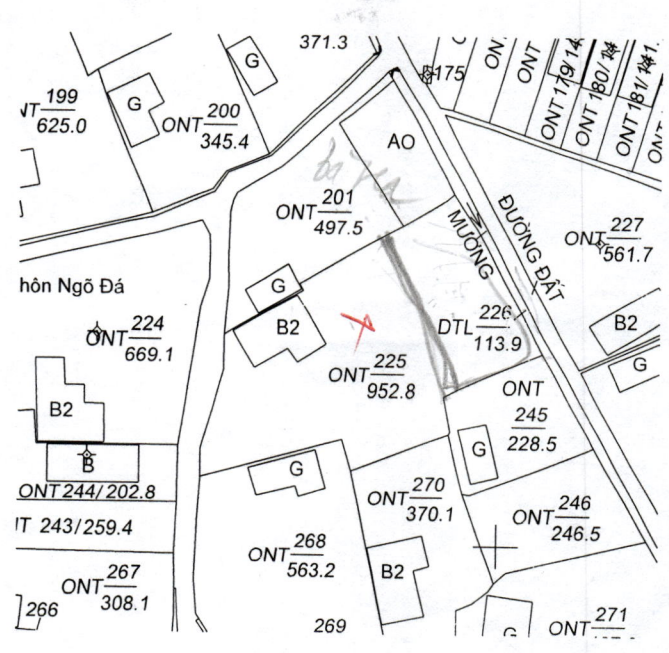 371.3
G
ONT
ONT
ONT
175
199
625.0
G
ONT 200
345.4
ONT
ONT
AO
ONT 201
497.5
MƯƠNG
ĐƯỜNG ĐẤT
ONT 227
561.7
hôn Ngõ Đá
G
B2
ONT 224
669.1
DTL 226
113.9
B2
G
ONT 225
952.8
ONT
245
228.5
B2
B
G
G
ONT 244/202.8
243/259.4
ONT 270
370.1
ONT 246
246.5
ONT 268
563.2
B2
ONT 267
308.1
266
269
G
ONT 271